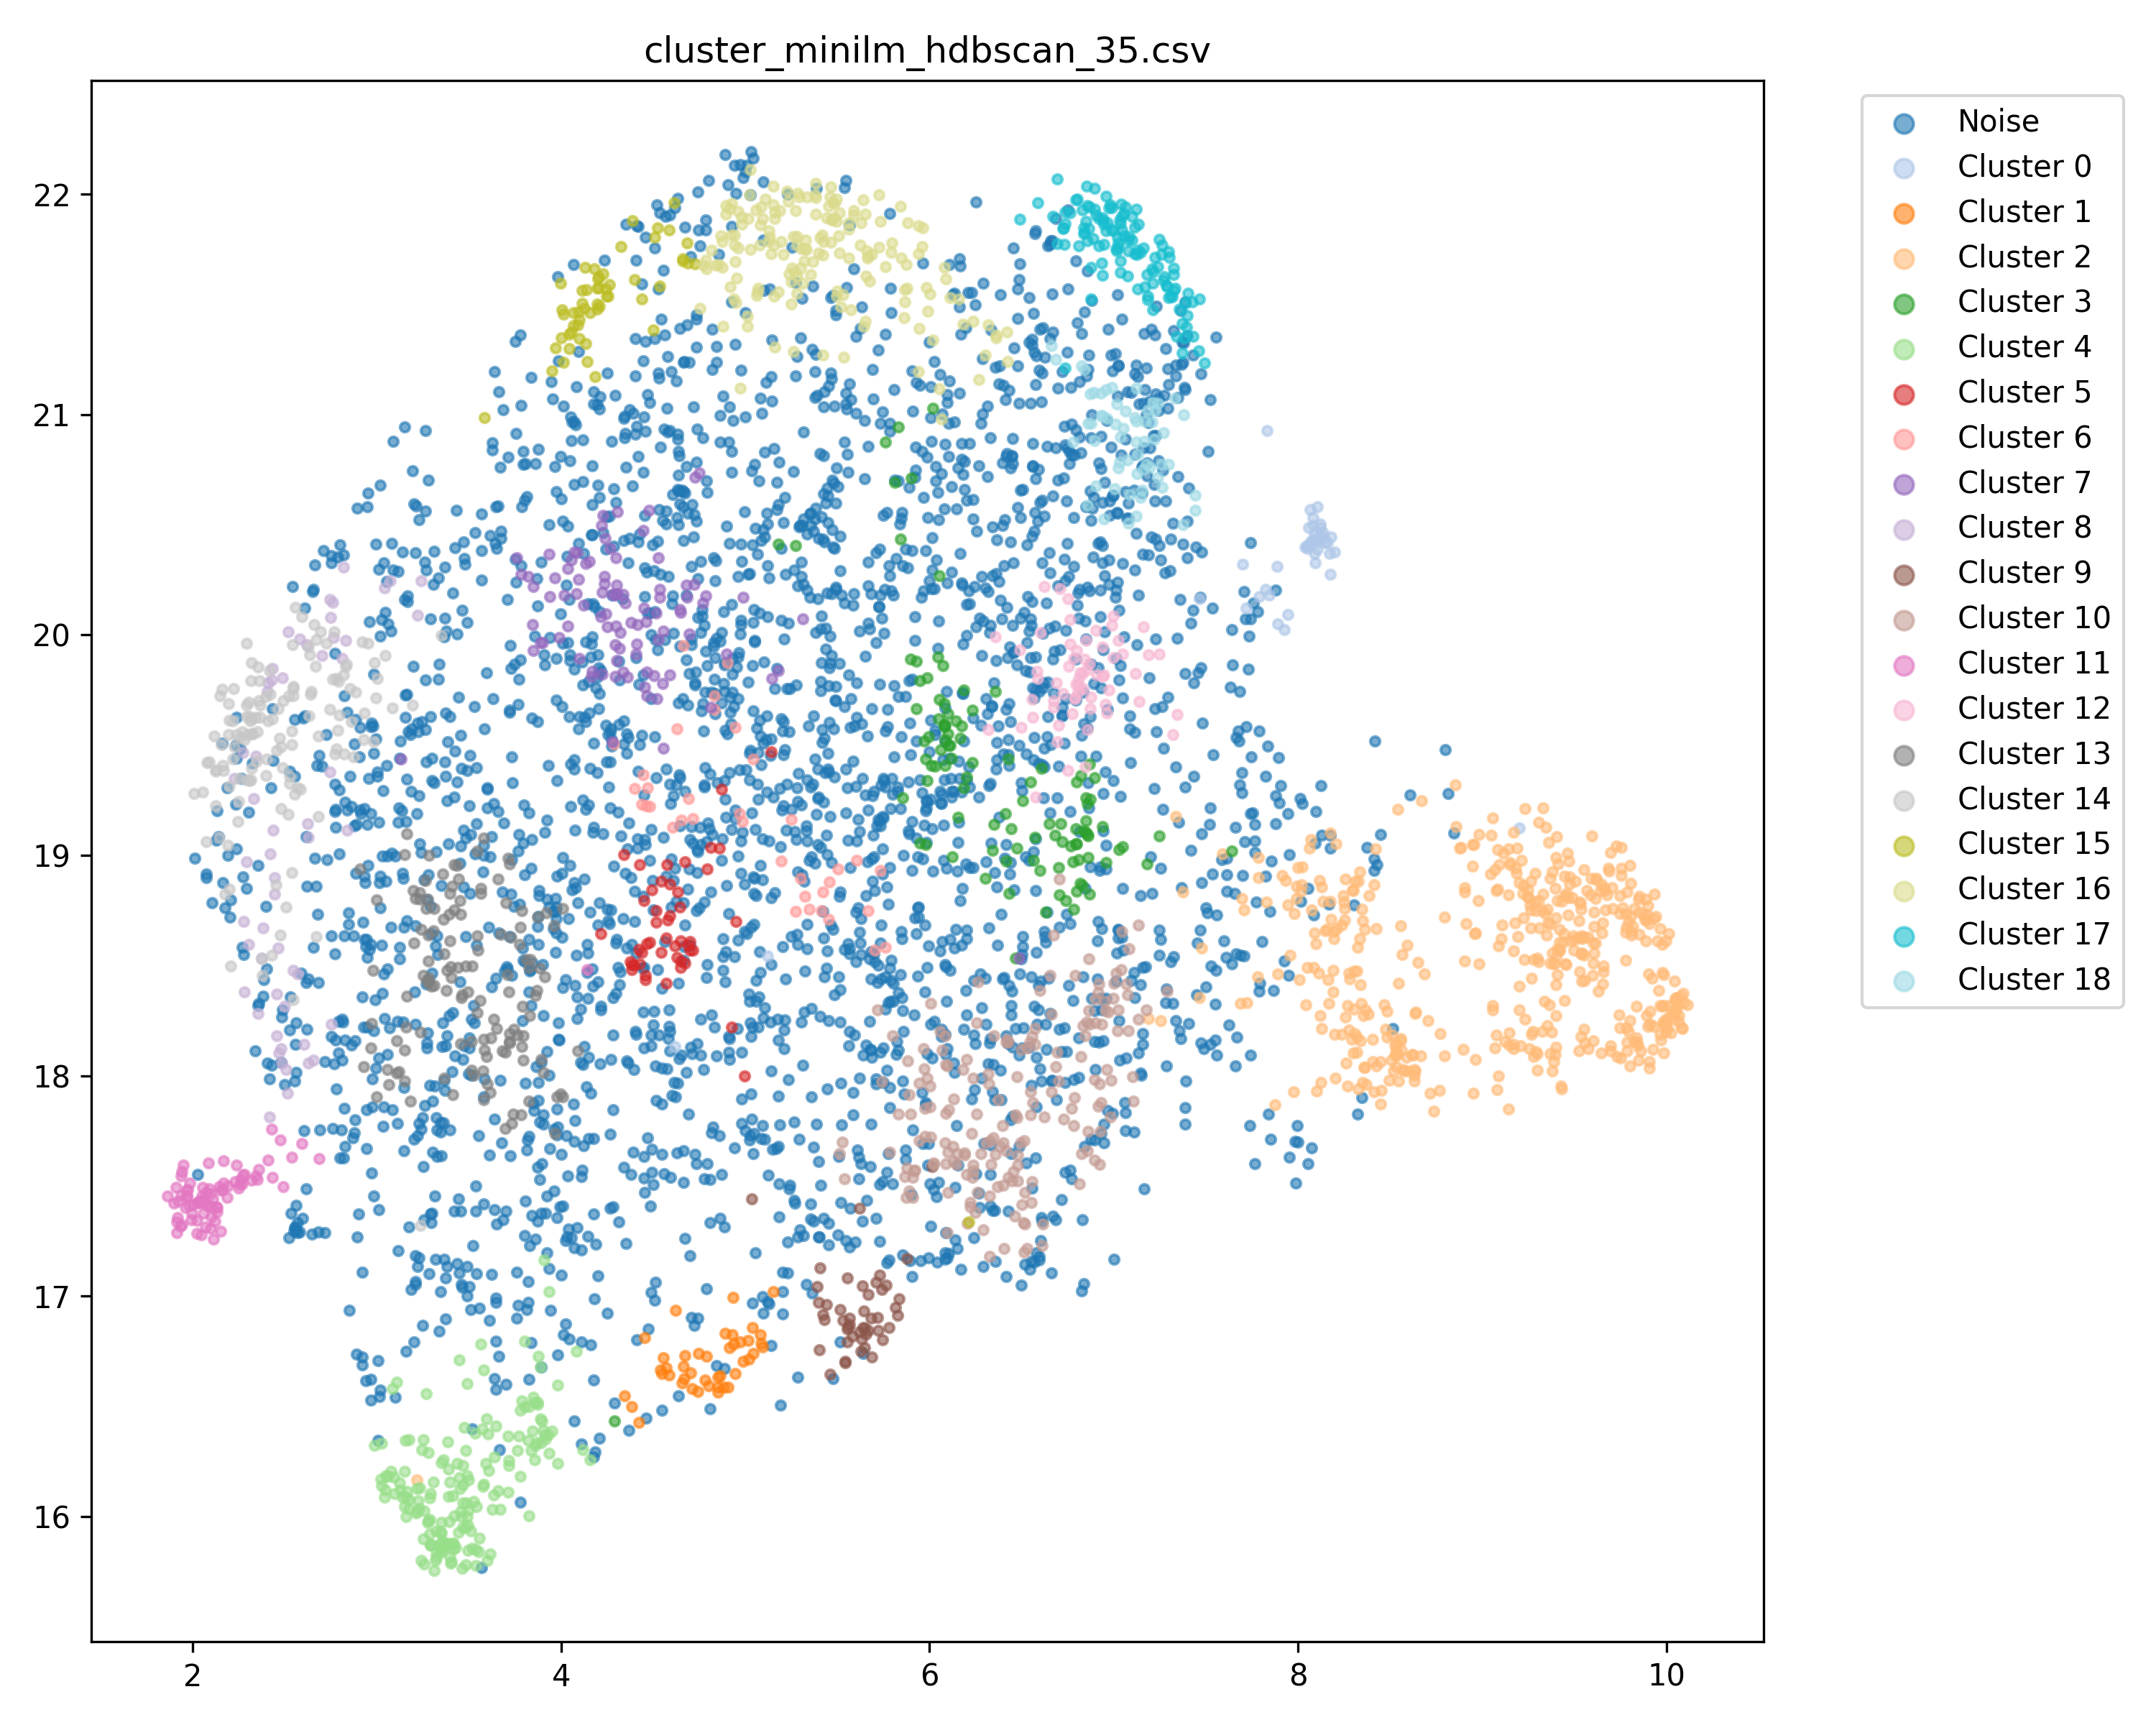 cluster_minilm_hdbscan_35.csv
22
21
20
19
18
17
16
2 4 6 8 10
Noise
Cluster 0
Cluster 1
Cluster 2
Cluster 3
Cluster 4
Cluster 5
Cluster 6
Cluster 7
Cluster 8
Cluster 9
Cluster 10
Cluster 11
Cluster 12
Cluster 13
Cluster 14
Cluster 15
Cluster 16
Cluster 17
Cluster 18